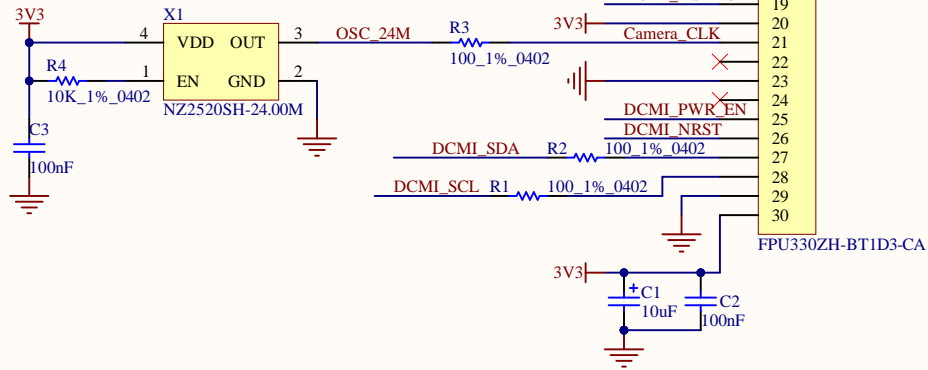 3V3
X1
4 VDD OUT 3
OSC_24M
R3
100_1%_0402
R4
10K_1%_0402
1 EN GND 2
NZ2520SH-24.00M
C3
100nF
19
3V3 20
Camera_CLK 21
22
23
24
DCMI_PWR_EN 25
DCMI_NRST 26
DCMI_SDA R2 100_1%_0402 27
28
DCMI_SCL R1 100_1%_0402 29
30
FPU330ZH-BT1D3-CA
3V3
+ C1
10uF
C2
100nF